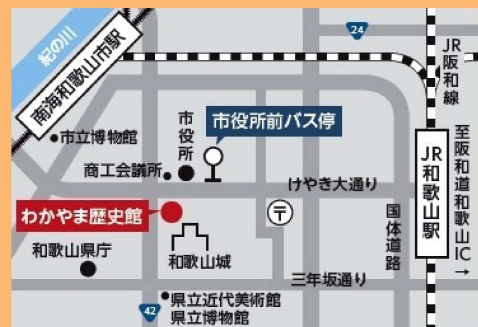 紀の川
南海和歌山市駅
24
JR阪和線
市役所
市役所前バス停
市立博物館
商工会議所
けやき大通り
JR和歌山駅
至阪和道和歌山IC→
わかやま歴史館
〒
国体道路
和歌山県庁
和歌山城
三年坂通り
42
県立近代美術館
県立博物館